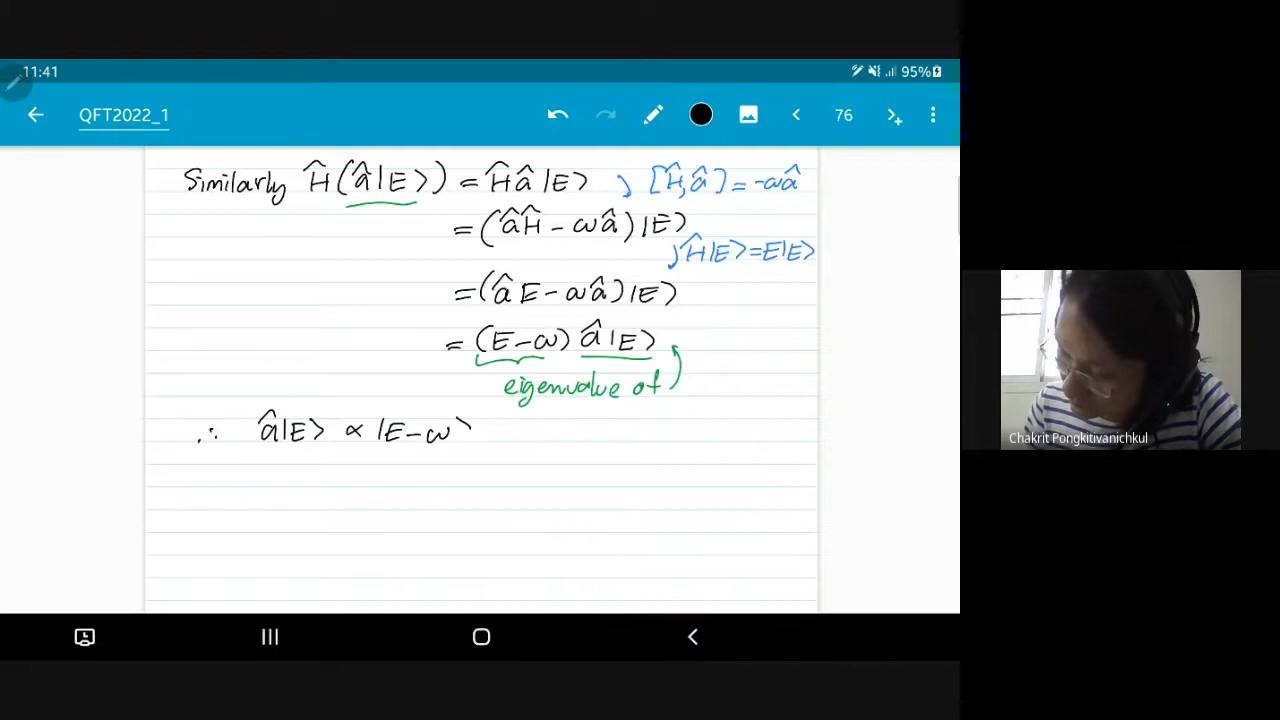 11:41 95%
QFT2022_1 76
Similarly Ĥ(â|E⟩) = Ĥâ|E⟩ , [Ĥ,â] = -ωâ
= (âĤ - ωâ)|E⟩
, Ĥ|E⟩=E|E⟩
= (âE - ωâ)|E⟩
= (E-ω) â|E⟩
eigenvalue of
∴ â|E⟩ ∝ |E-ω⟩
Chakrit Pongkitivanichkul